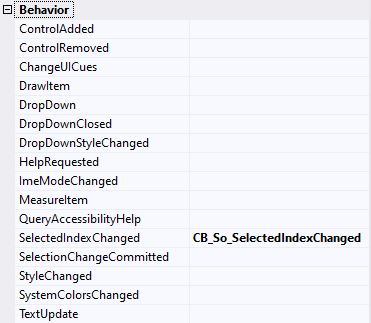 Behavior
ControlAdded
ControlRemoved
ChangeUICues
DrawItem
DropDown
DropDownClosed
DropDownStyleChanged
HelpRequested
ImeModeChanged
MeasureItem
QueryAccessibilityHelp
SelectedIndexChanged CB_So_SelectedIndexChanged
SelectionChangeCommitted
StyleChanged
SystemColorsChanged
TextUpdate